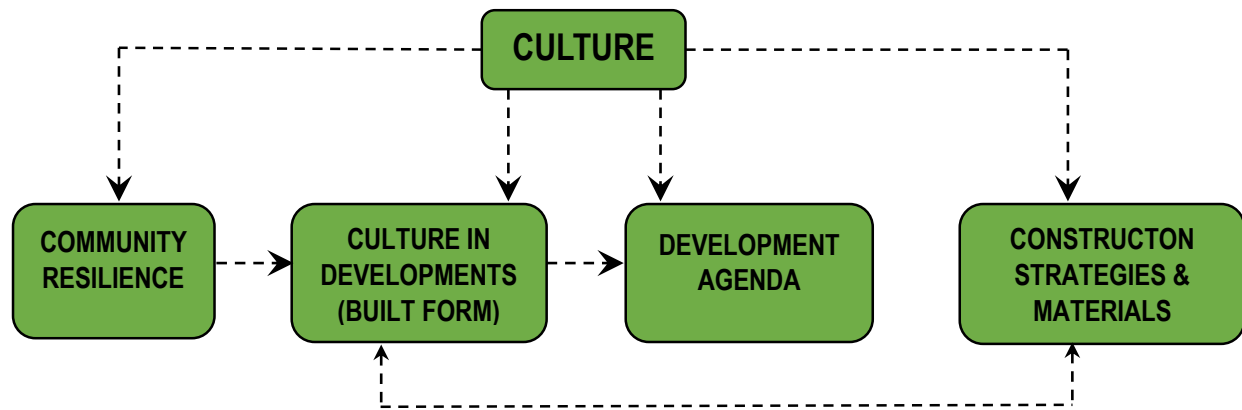 CULTURE
COMMUNITY
RESILIENCE
CULTURE IN
DEVELOPMENTS
(BUILT FORM)
DEVELOPMENT
AGENDA
CONSTRUCTON
STRATEGIES &
MATERIALS